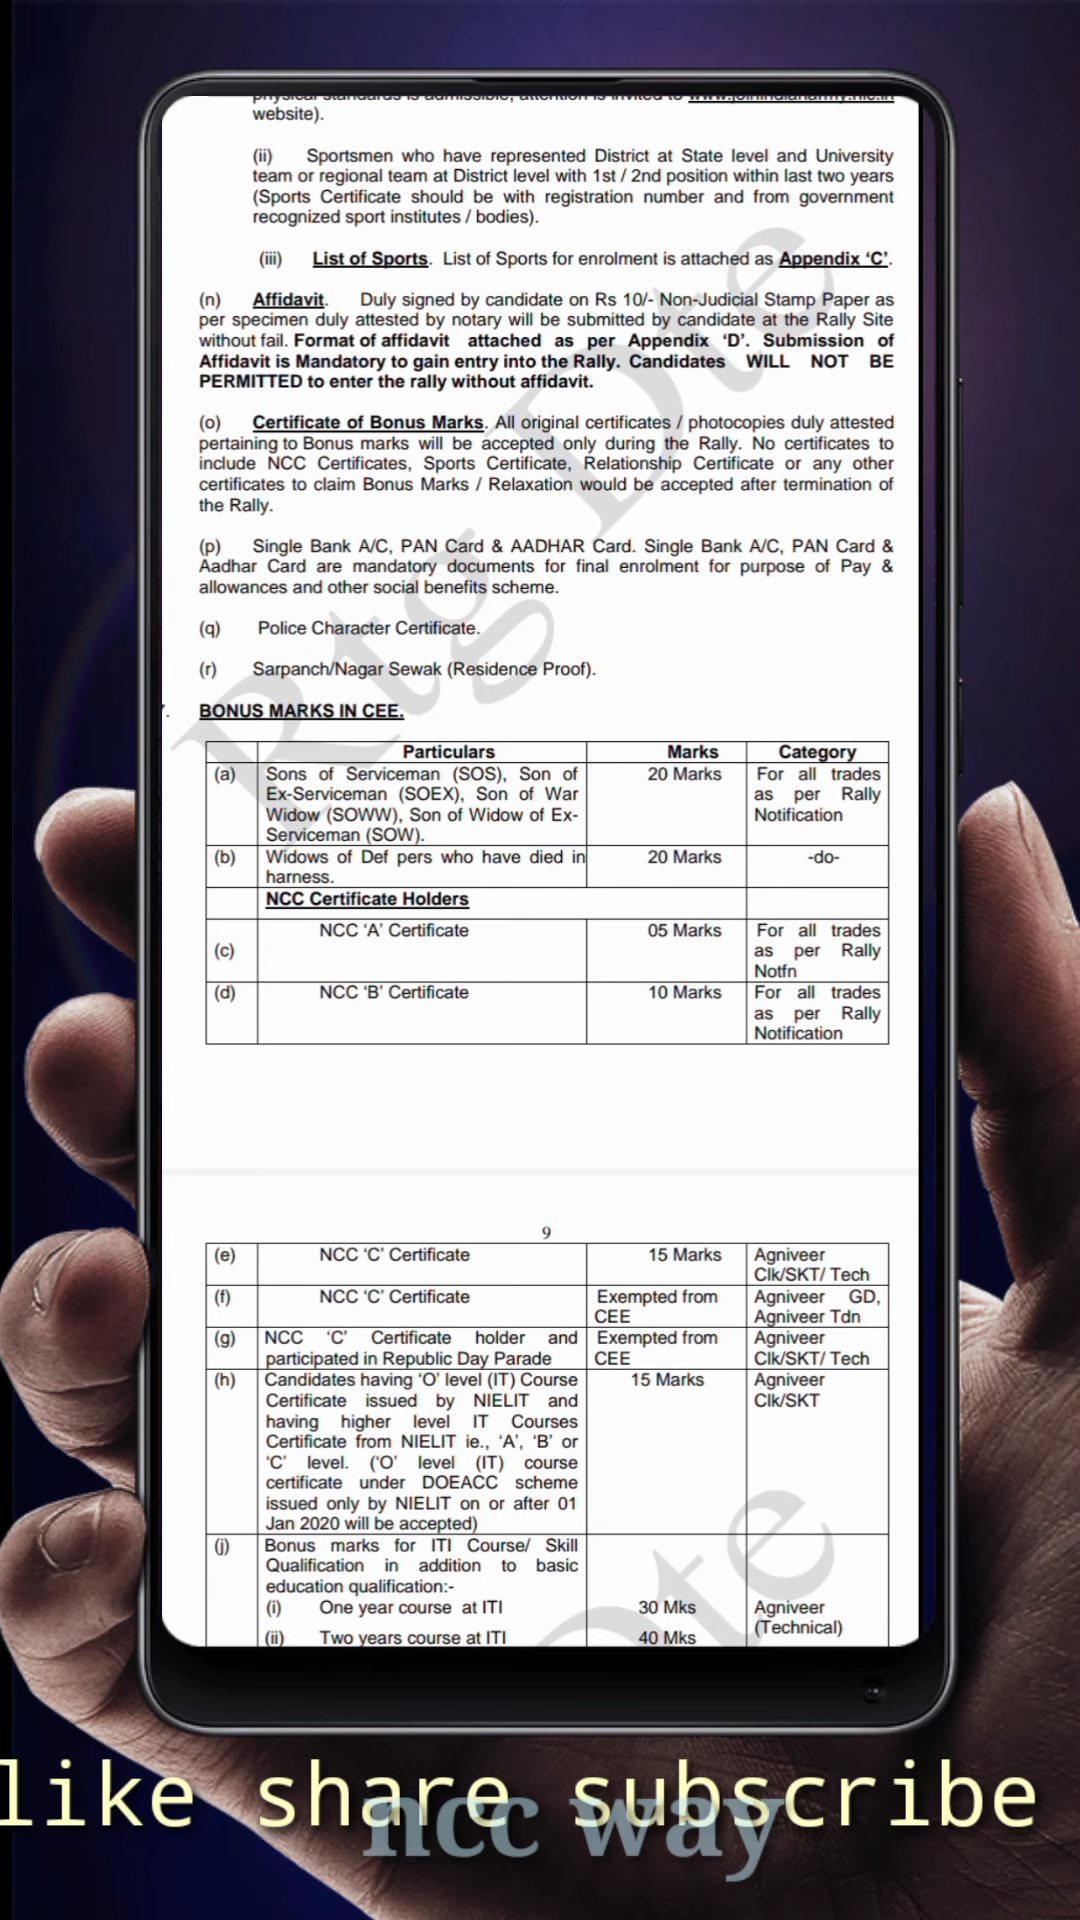 physical standards is admissible, attention is invited to www.joinindianarmy.nic.in
website).
(ii) Sportsmen who have represented District at State level and University
team or regional team at District level with 1st / 2nd position within last two years
(Sports Certificate should be with registration number and from government
recognized sport institutes / bodies).
(iii) List of Sports. List of Sports for enrolment is attached as Appendix ‘C’.
(n) Affidavit. Duly signed by candidate on Rs 10/- Non-Judicial Stamp Paper as
per specimen duly attested by notary will be submitted by candidate at the Rally Site
without fail. Format of affidavit attached as per Appendix ‘D’. Submission of
Affidavit is Mandatory to gain entry into the Rally. Candidates WILL NOT BE
PERMITTED to enter the rally without affidavit.
(o) Certificate of Bonus Marks. All original certificates / photocopies duly attested
pertaining to Bonus marks will be accepted only during the Rally. No certificates to
include NCC Certificates, Sports Certificate, Relationship Certificate or any other
certificates to claim Bonus Marks / Relaxation would be accepted after termination of
the Rally.
(p) Single Bank A/C, PAN Card & AADHAR Card. Single Bank A/C, PAN Card &
Aadhar Card are mandatory documents for final enrolment for purpose of Pay &
allowances and other social benefits scheme.
(q) Police Character Certificate.
(r) Sarpanch/Nagar Sewak (Residence Proof).
BONUS MARKS IN CEE.
Particulars Marks Category
(a) Sons of Serviceman (SOS), Son of 20 Marks For all trades
Ex-Serviceman (SOEX), Son of War as per Rally
Widow (SOWW), Son of Widow of Ex- Notification
Serviceman (SOW).
(b) Widows of Def pers who have died in 20 Marks -do-
harness.
NCC Certificate Holders
NCC ‘A’ Certificate 05 Marks For all trades
(c) as per Rally
Notfn
(d) NCC ‘B’ Certificate 10 Marks For all trades
as per Rally
Notification
9
(e) NCC ‘C’ Certificate 15 Marks Agniveer
Clk/SKT/ Tech
(f) NCC ‘C’ Certificate Exempted from Agniveer GD,
CEE Agniveer Tdn
(g) NCC ‘C’ Certificate holder and Exempted from Agniveer
participated in Republic Day Parade CEE Clk/SKT/ Tech
(h) Candidates having ‘O’ level (IT) Course 15 Marks Agniveer
Certificate issued by NIELIT and Clk/SKT
having higher level IT Courses
Certificate from NIELIT ie., ‘A’, ‘B’ or
‘C’ level. (‘O’ level (IT) course
certificate under DOEACC scheme
issued only by NIELIT on or after 01
Jan 2020 will be accepted)
(j) Bonus marks for ITI Course/ Skill
Qualification in addition to basic
education qualification:-
(i) One year course at ITI 30 Mks Agniveer
(Technical)
(ii) Two years course at ITI 40 Mks
Rtg Dte
Dte
like share subscribe
ncc way